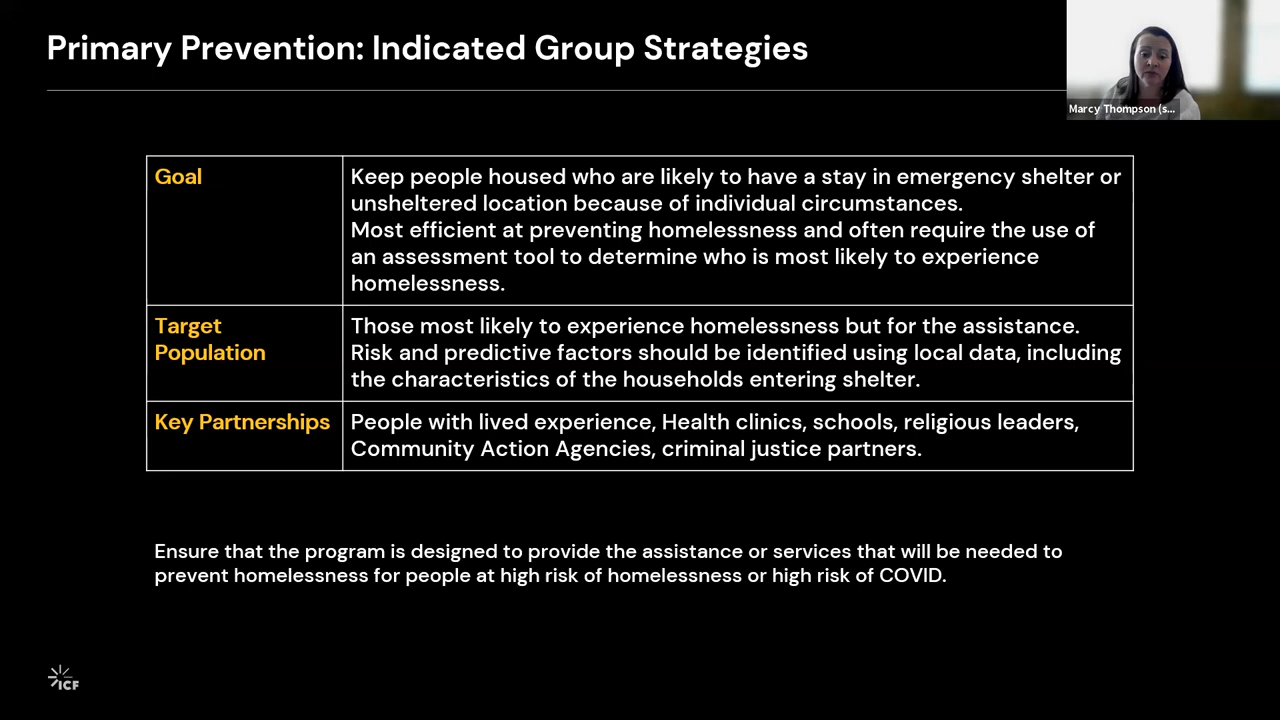 Primary Prevention: Indicated Group Strategies
Marcy Thompson (s...
Goal
Keep people housed who are likely to have a stay in emergency shelter or
unsheltered location because of individual circumstances.
Most efficient at preventing homelessness and often require the use of
an assessment tool to determine who is most likely to experience
homelessness.
Target
Population
Those most likely to experience homelessness but for the assistance.
Risk and predictive factors should be identified using local data, including
the characteristics of the households entering shelter.
Key Partnerships
People with lived experience, Health clinics, schools, religious leaders,
Community Action Agencies, criminal justice partners.
Ensure that the program is designed to provide the assistance or services that will be needed to
prevent homelessness for people at high risk of homelessness or high risk of COVID.
ICF